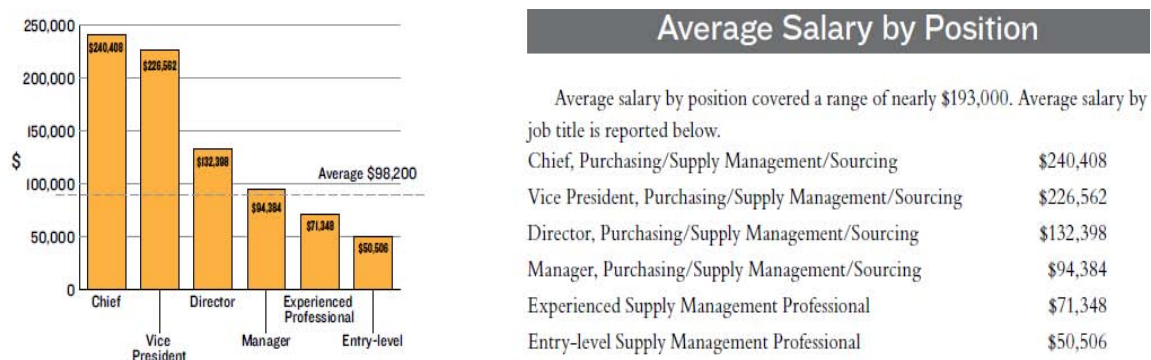 250,000
200,000
150,000
100,000
50,000
0
$
$240,408
$226,562
$132,398
$94,384
$71,348
$50,506
Average $98,200
Chief
Vice
President
Director
Manager
Experienced
Professional
Entry-level
Average Salary by Position
Average salary by position covered a range of nearly $193,000. Average salary by
job title is reported below.
Chief, Purchasing/Supply Management/Sourcing $240,408
Vice President, Purchasing/Supply Management/Sourcing $226,562
Director, Purchasing/Supply Management/Sourcing $132,398
Manager, Purchasing/Supply Management/Sourcing $94,384
Experienced Supply Management Professional $71,348
Entry-level Supply Management Professional $50,506